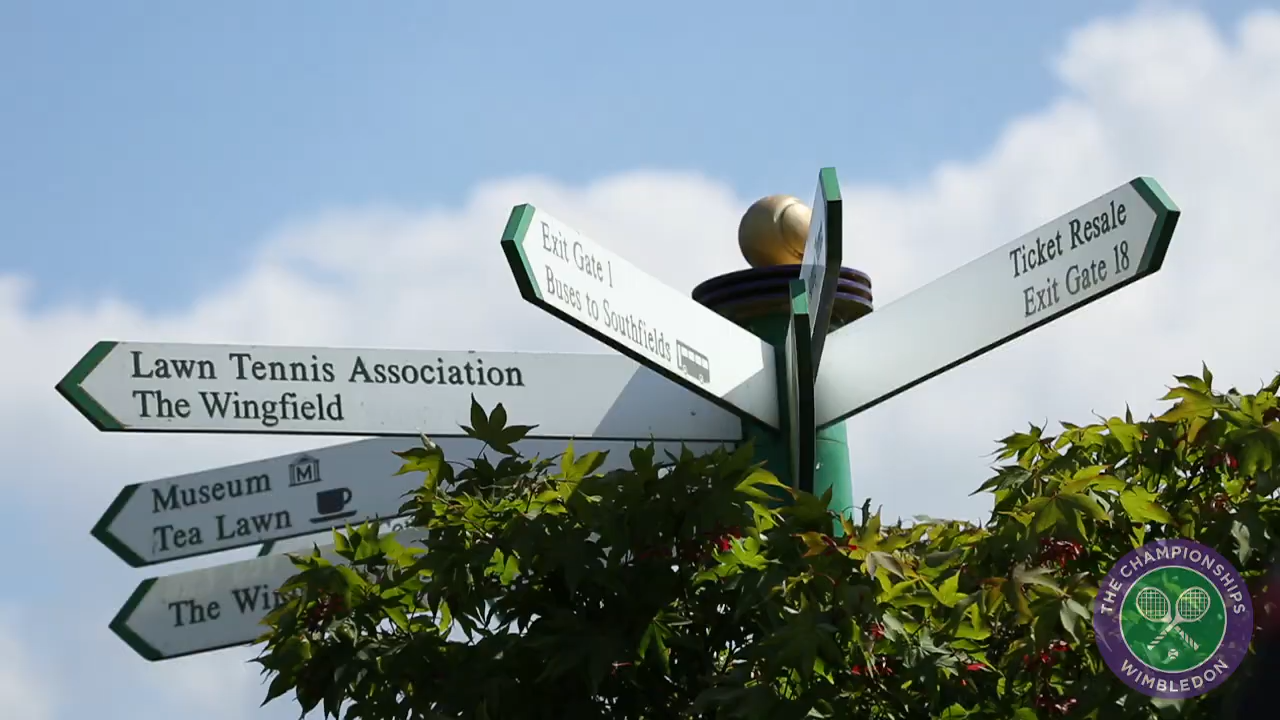 Exit Gate 1
Buses to Southfields
Ticket Resale
Exit Gate 18
Lawn Tennis Association
The Wingfield
Museum M
Tea Lawn
The
THE CHAMPIONSHIPS
WIMBLEDON